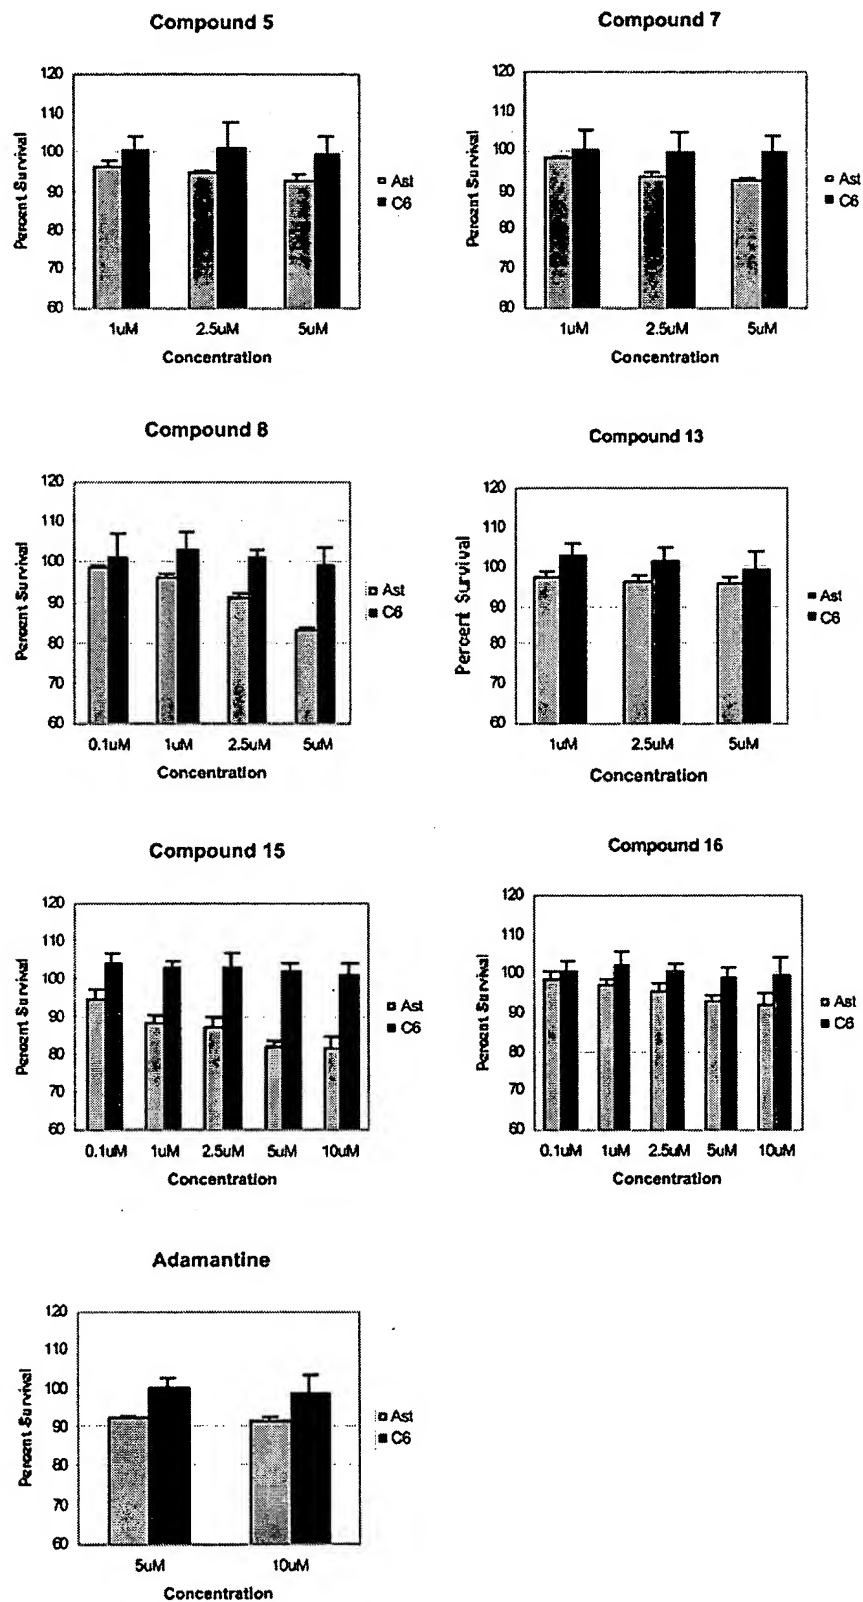 Compound 5
120
110
100
90
80
70
60
Percent Survival
1uM 2.5uM 5uM
Concentration
Ast
C6
Compound 7
120
110
100
90
80
70
60
Percent Survival
1uM 2.5uM 5uM
Concentration
Ast
C6
Compound 8
120
110
100
90
80
70
60
Percent Survival
0.1uM 1uM 2.5uM 5uM
Concentration
Ast
C6
Compound 13
120
110
100
90
80
70
60
Percent Survival
1uM 2.5uM 5uM
Concentration
Ast
C6
Compound 15
120
110
100
90
80
70
60
Percent Survival
0.1uM 1uM 2.5uM 5uM 10uM
Concentration
Ast
C6
Compound 16
120
110
100
90
80
70
60
Percent Survival
0.1uM 1uM 2.5uM 5uM 10uM
Concentration
Ast
C6
Adamantine
120
110
100
90
80
70
60
Percent Survival
5uM 10uM
Concentration
Ast
C6